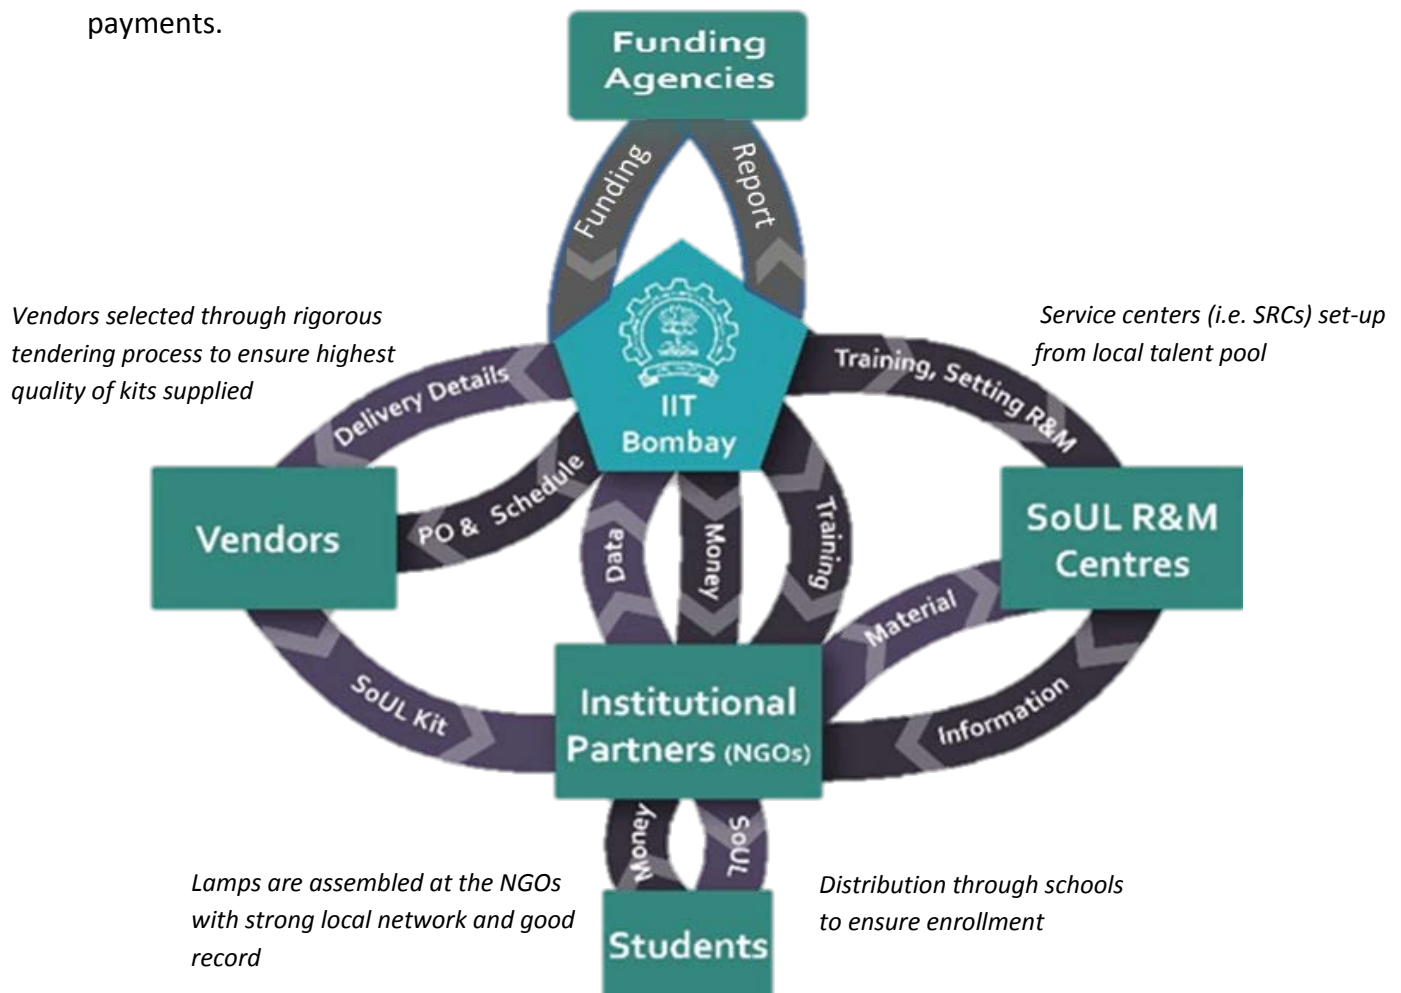 payments.
Funding
Agencies
Funding
Report
Vendors selected through rigorous
tendering process to ensure highest
quality of kits supplied
Service centers (i.e. SRCs) set-up
from local talent pool
IIT
Bombay
Delivery Details
Training, Setting R&M
PO & Schedule
Vendors
Data
Money
Training
SoUL R&M
Centres
Material
SoUL Kit
Institutional
Partners (NGOs)
Information
Money
SoUL
Lamps are assembled at the NGOs
with strong local network and good
record
Distribution through schools
to ensure enrollment
Students